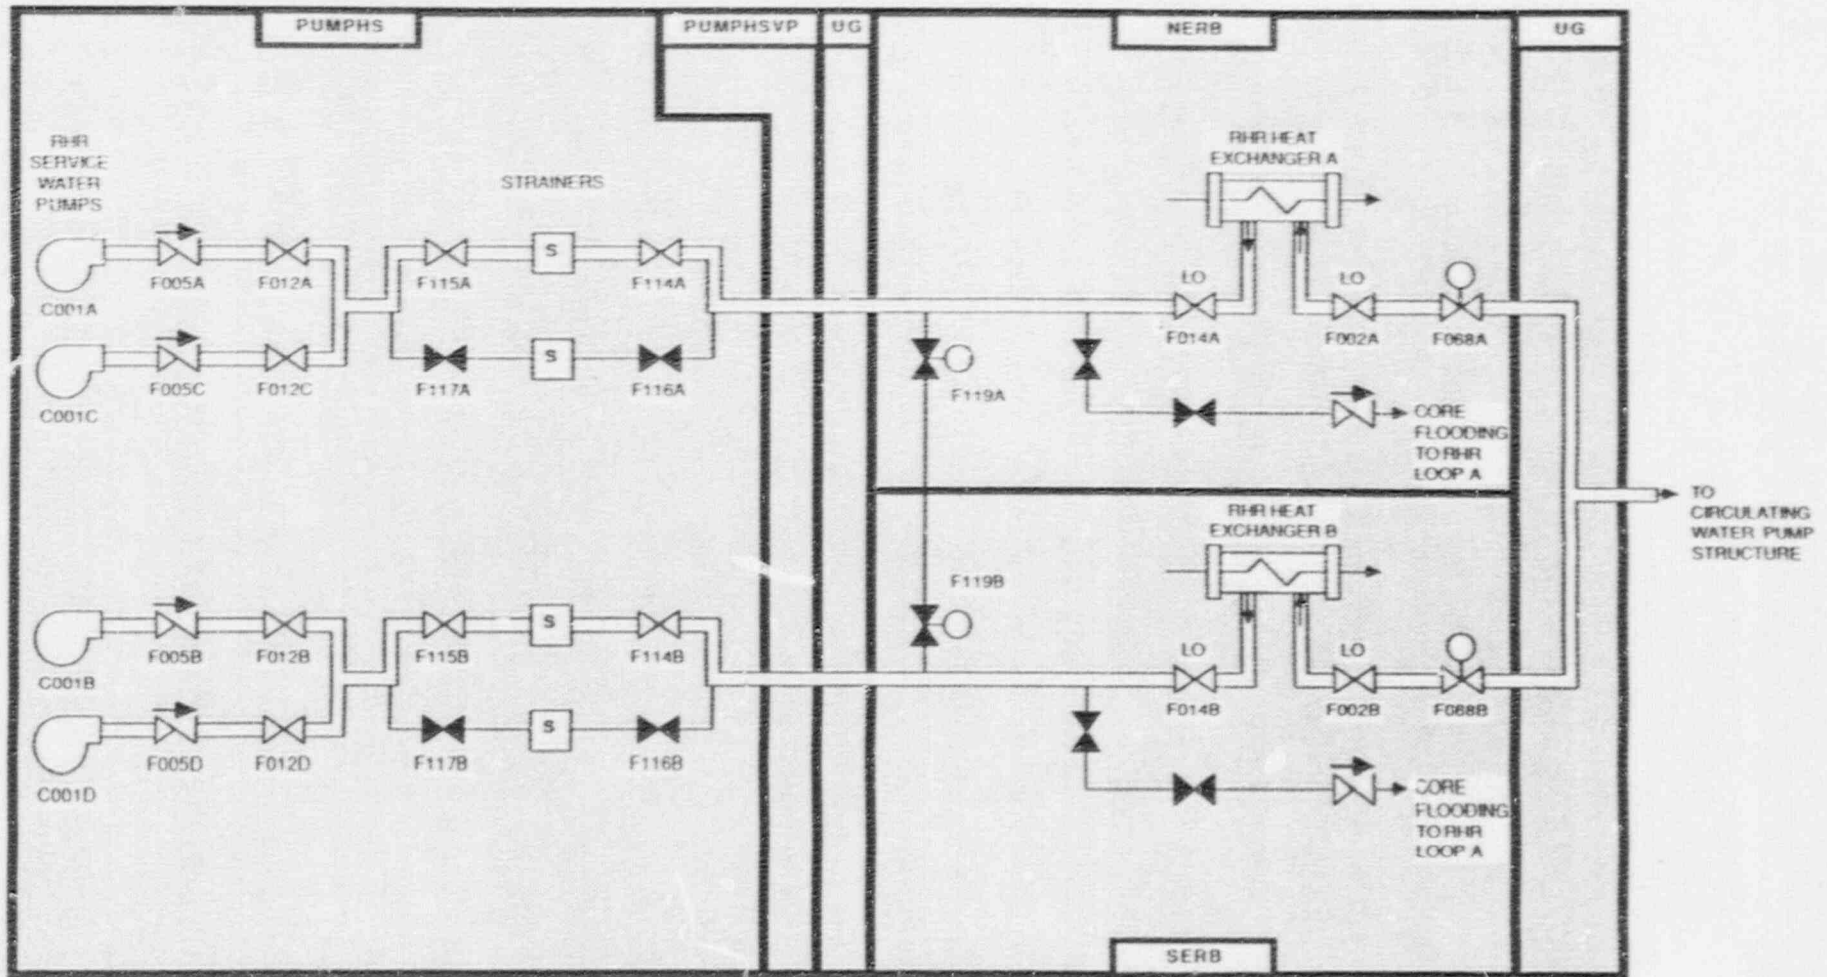 PUMPHS
PUMPHSVP
UG
NERB
UG
RHR
SERVICE
WATER
PUMPS
STRAINERS
RHR HEAT
EXCHANGER A
S
F005A
F012A
F115A
F114A
C001A
LO
LO
F014A
F002A
F068A
S
F005C
F012C
F117A
F116A
C001C
F119A
CORE
FLOODING
TO RHR
LOOP A
TO
CIRCULATING
WATER PUMP
STRUCTURE
RHR HEAT
EXCHANGER B
F119B
S
F005B
F012B
F115B
F114B
C001B
LO
LO
F014B
F002B
F068B
S
F005D
F012D
F117B
F116B
C001D
CORE
FLOODING
TO RHR
LOOP A
SERB